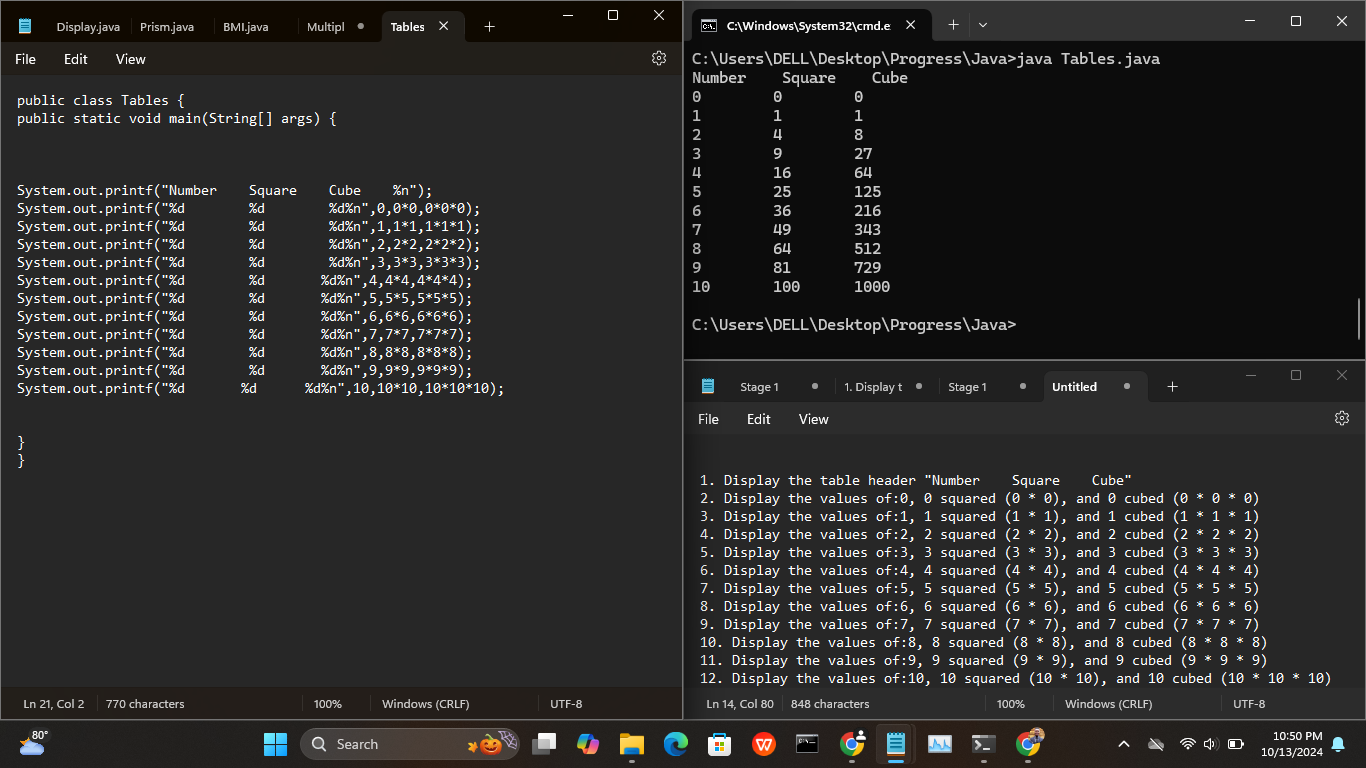 Display.java Prism.java BMI.java Multipl Tables
File Edit View
public class Tables {
public static void main(String[] args) {
System.out.printf("Number    Square    Cube    %n");
System.out.printf("%d        %d        %d%n",0,0*0,0*0*0);
System.out.printf("%d        %d        %d%n",1,1*1,1*1*1);
System.out.printf("%d        %d        %d%n",2,2*2,2*2*2);
System.out.printf("%d        %d        %d%n",3,3*3,3*3*3);
System.out.printf("%d        %d       %d%n",4,4*4,4*4*4);
System.out.printf("%d        %d       %d%n",5,5*5,5*5*5);
System.out.printf("%d        %d       %d%n",6,6*6,6*6*6);
System.out.printf("%d        %d       %d%n",7,7*7,7*7*7);
System.out.printf("%d        %d       %d%n",8,8*8,8*8*8);
System.out.printf("%d        %d       %d%n",9,9*9,9*9*9);
System.out.printf("%d       %d      %d%n",10,10*10,10*10*10);
}
}
Ln 21, Col 2 770 characters 100% Windows (CRLF) UTF-8
C:\Windows\System32\cmd.e
C:\Users\DELL\Desktop\Progress\Java>java Tables.java
Number    Square    Cube
0        0        0
1        1        1
2        4        8
3        9        27
4        16       64
5        25       125
6        36       216
7        49       343
8        64       512
9        81       729
10       100      1000
C:\Users\DELL\Desktop\Progress\Java>
Stage 1 1. Display t Stage 1 Untitled
File Edit View
1. Display the table header "Number    Square    Cube"
2. Display the values of:0, 0 squared (0 * 0), and 0 cubed (0 * 0 * 0)
3. Display the values of:1, 1 squared (1 * 1), and 1 cubed (1 * 1 * 1)
4. Display the values of:2, 2 squared (2 * 2), and 2 cubed (2 * 2 * 2)
5. Display the values of:3, 3 squared (3 * 3), and 3 cubed (3 * 3 * 3)
6. Display the values of:4, 4 squared (4 * 4), and 4 cubed (4 * 4 * 4)
7. Display the values of:5, 5 squared (5 * 5), and 5 cubed (5 * 5 * 5)
8. Display the values of:6, 6 squared (6 * 6), and 6 cubed (6 * 6 * 6)
9. Display the values of:7, 7 squared (7 * 7), and 7 cubed (7 * 7 * 7)
10. Display the values of:8, 8 squared (8 * 8), and 8 cubed (8 * 8 * 8)
11. Display the values of:9, 9 squared (9 * 9), and 9 cubed (9 * 9 * 9)
12. Display the values of:10, 10 squared (10 * 10), and 10 cubed (10 * 10 * 10)
Ln 14, Col 80 848 characters 100% Windows (CRLF) UTF-8
80° Search 10:50 PM
10/13/2024